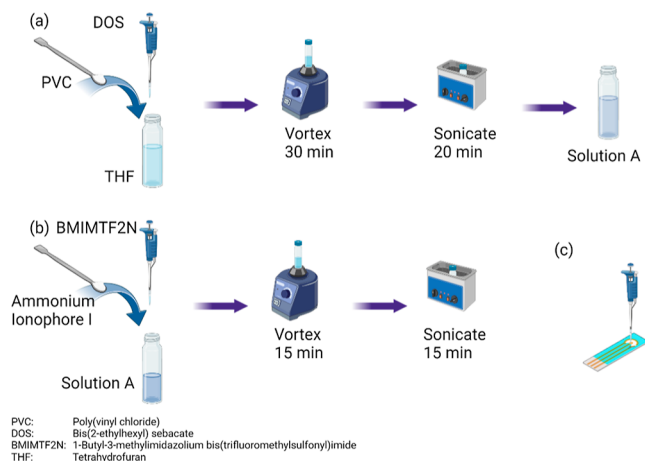 (a)
DOS
PVC
THF
Vortex
30 min
Sonicate
20 min
Solution A
(b) BMIMTF2N
Ammonium
Ionophore I
Solution A
Vortex
15 min
Sonicate
15 min
(c)
PVC: Poly(vinyl chloride)
DOS: Bis(2-ethylhexyl) sebacate
BMIMTF2N: 1-Butyl-3-methylimidazolium bis(trifluoromethylsulfonyl)imide
THF: Tetrahydrofuran